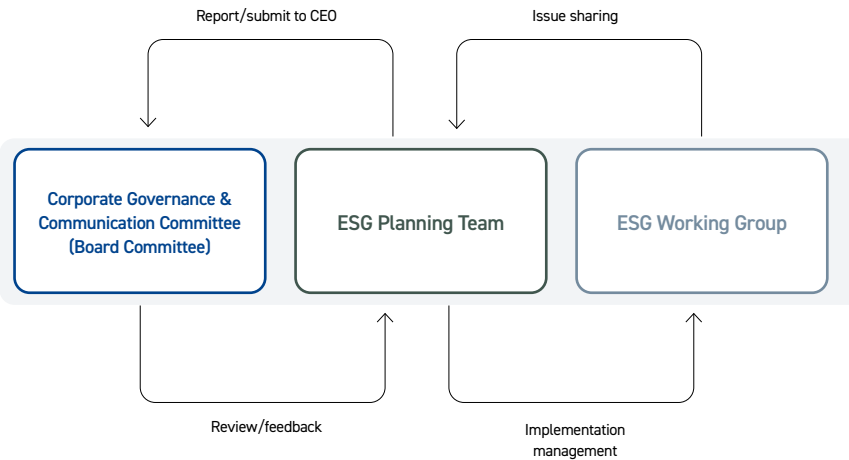 Report/submit to CEO
Issue sharing
Corporate Governance &
Communication Committee
(Board Committee)
ESG Planning Team
ESG Working Group
Review/feedback
Implementation
management